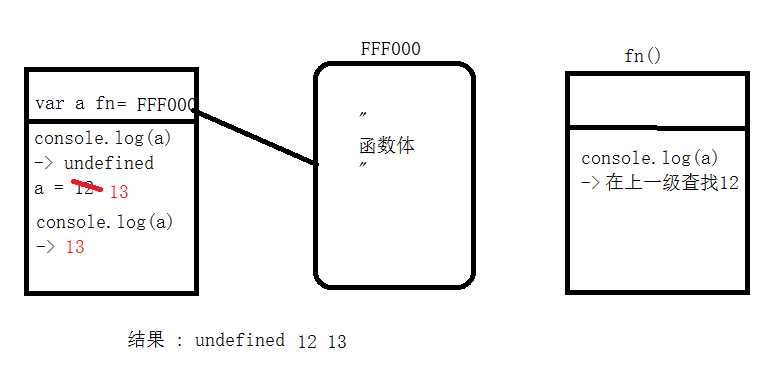 var a fn= FFF000
console.log(a)
-> undefined
a = 12 13
console.log(a)
-> 13
FFF000
"
函数体
"
fn()
console.log(a)
->在上一级查找12
结果 : undefined 12 13